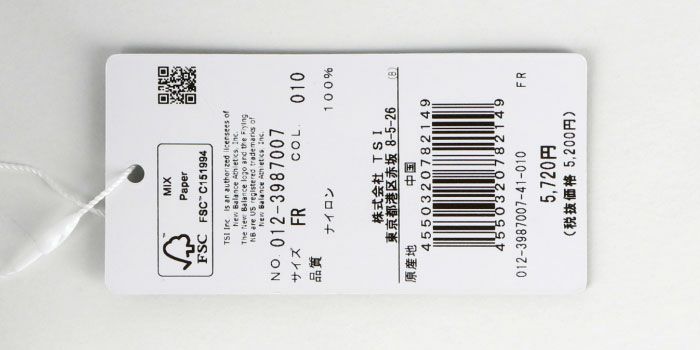 MIX
Paper
FSC™ C151994
FSC
TSI Inc. is an authorized licensees of
New Balance Athletics, Inc.
The New Balance logo and the Flying
NB are US registered trademarks of
New Balance Athletics, Inc.
NO. 012-3987007 COL. 010
サイズ FR
品質 ナイロン 100%
株式会社 TSI (8)
東京都港区赤坂 8-5-26
原産地 中国
4550320782149
4550320782149
012-3987007-41-010 FR
5,720円
(税抜価格 5,200円)